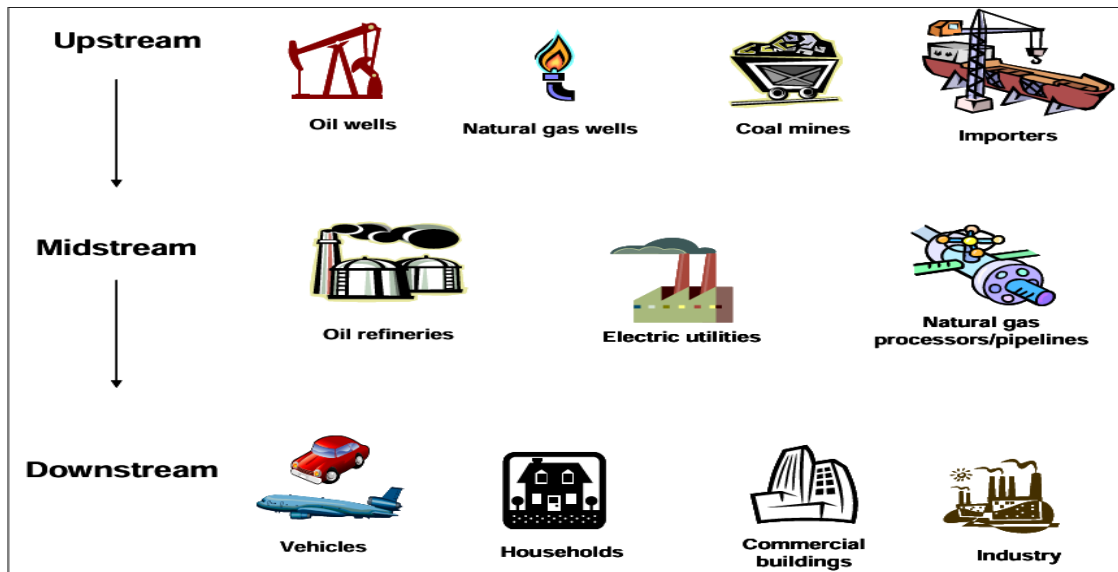 Upstream
Oil wells
Natural gas wells
Coal mines
Importers
Midstream
Oil refineries
Electric utilities
Natural gas
processors/pipelines
Downstream
Vehicles
Households
Commercial
buildings
Industry